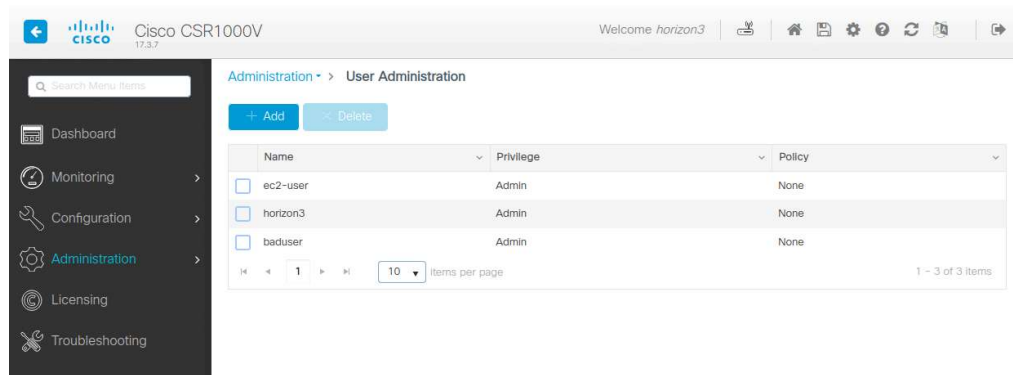 CISCO Cisco CSR1000V Welcome horizon3
17.3.7
Search Menu Items
Dashboard
Monitoring
Configuration
Administration
Licensing
Troubleshooting
Administration > User Administration
+ Add × Delete
Name Privilege Policy
ec2-user Admin None
horizon3 Admin None
baduser Admin None
1 10 items per page 1 - 3 of 3 items